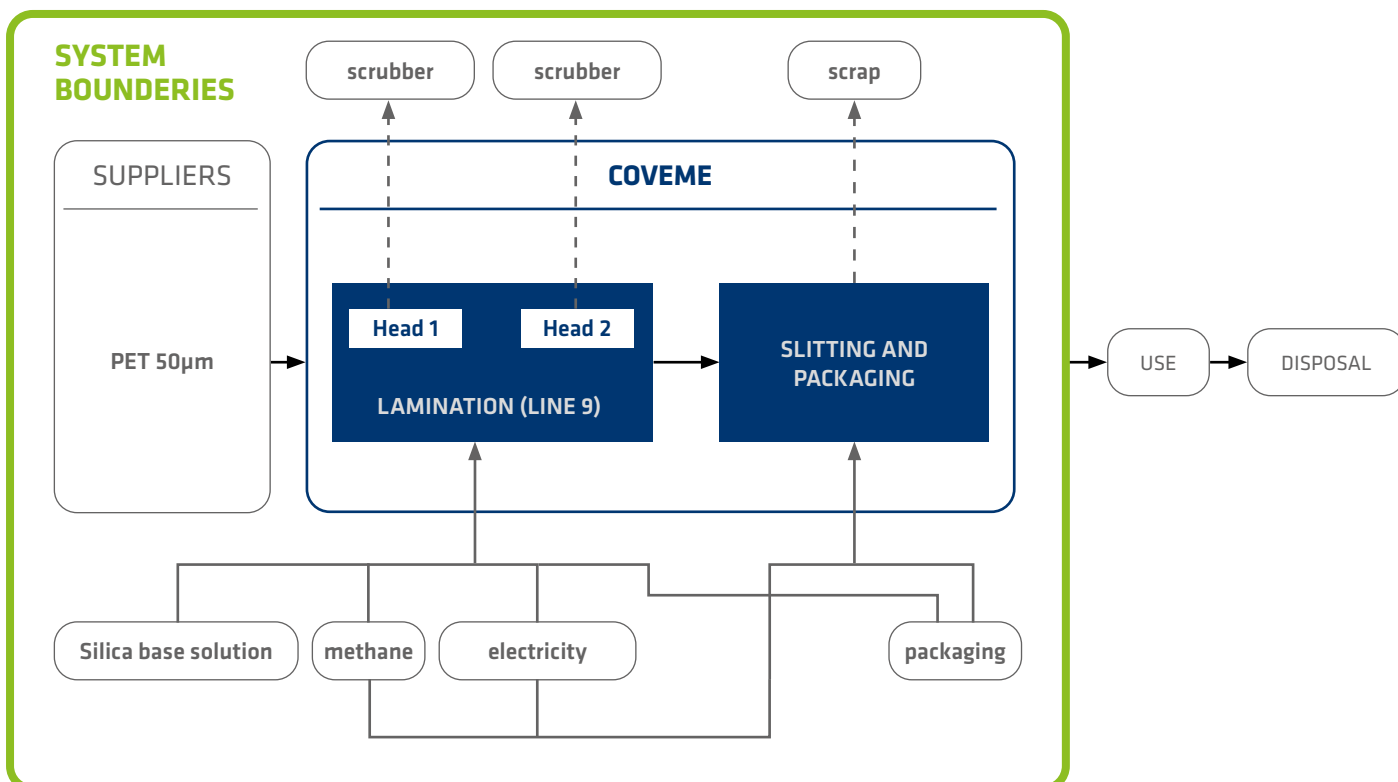 SYSTEM
BOUNDERIES
scrubber
scrubber
scrap
SUPPLIERS
COVEME
PET 50µm
Head 1
Head 2
LAMINATION (LINE 9)
SLITTING AND
PACKAGING
USE
DISPOSAL
Silica base solution
methane
electricity
packaging